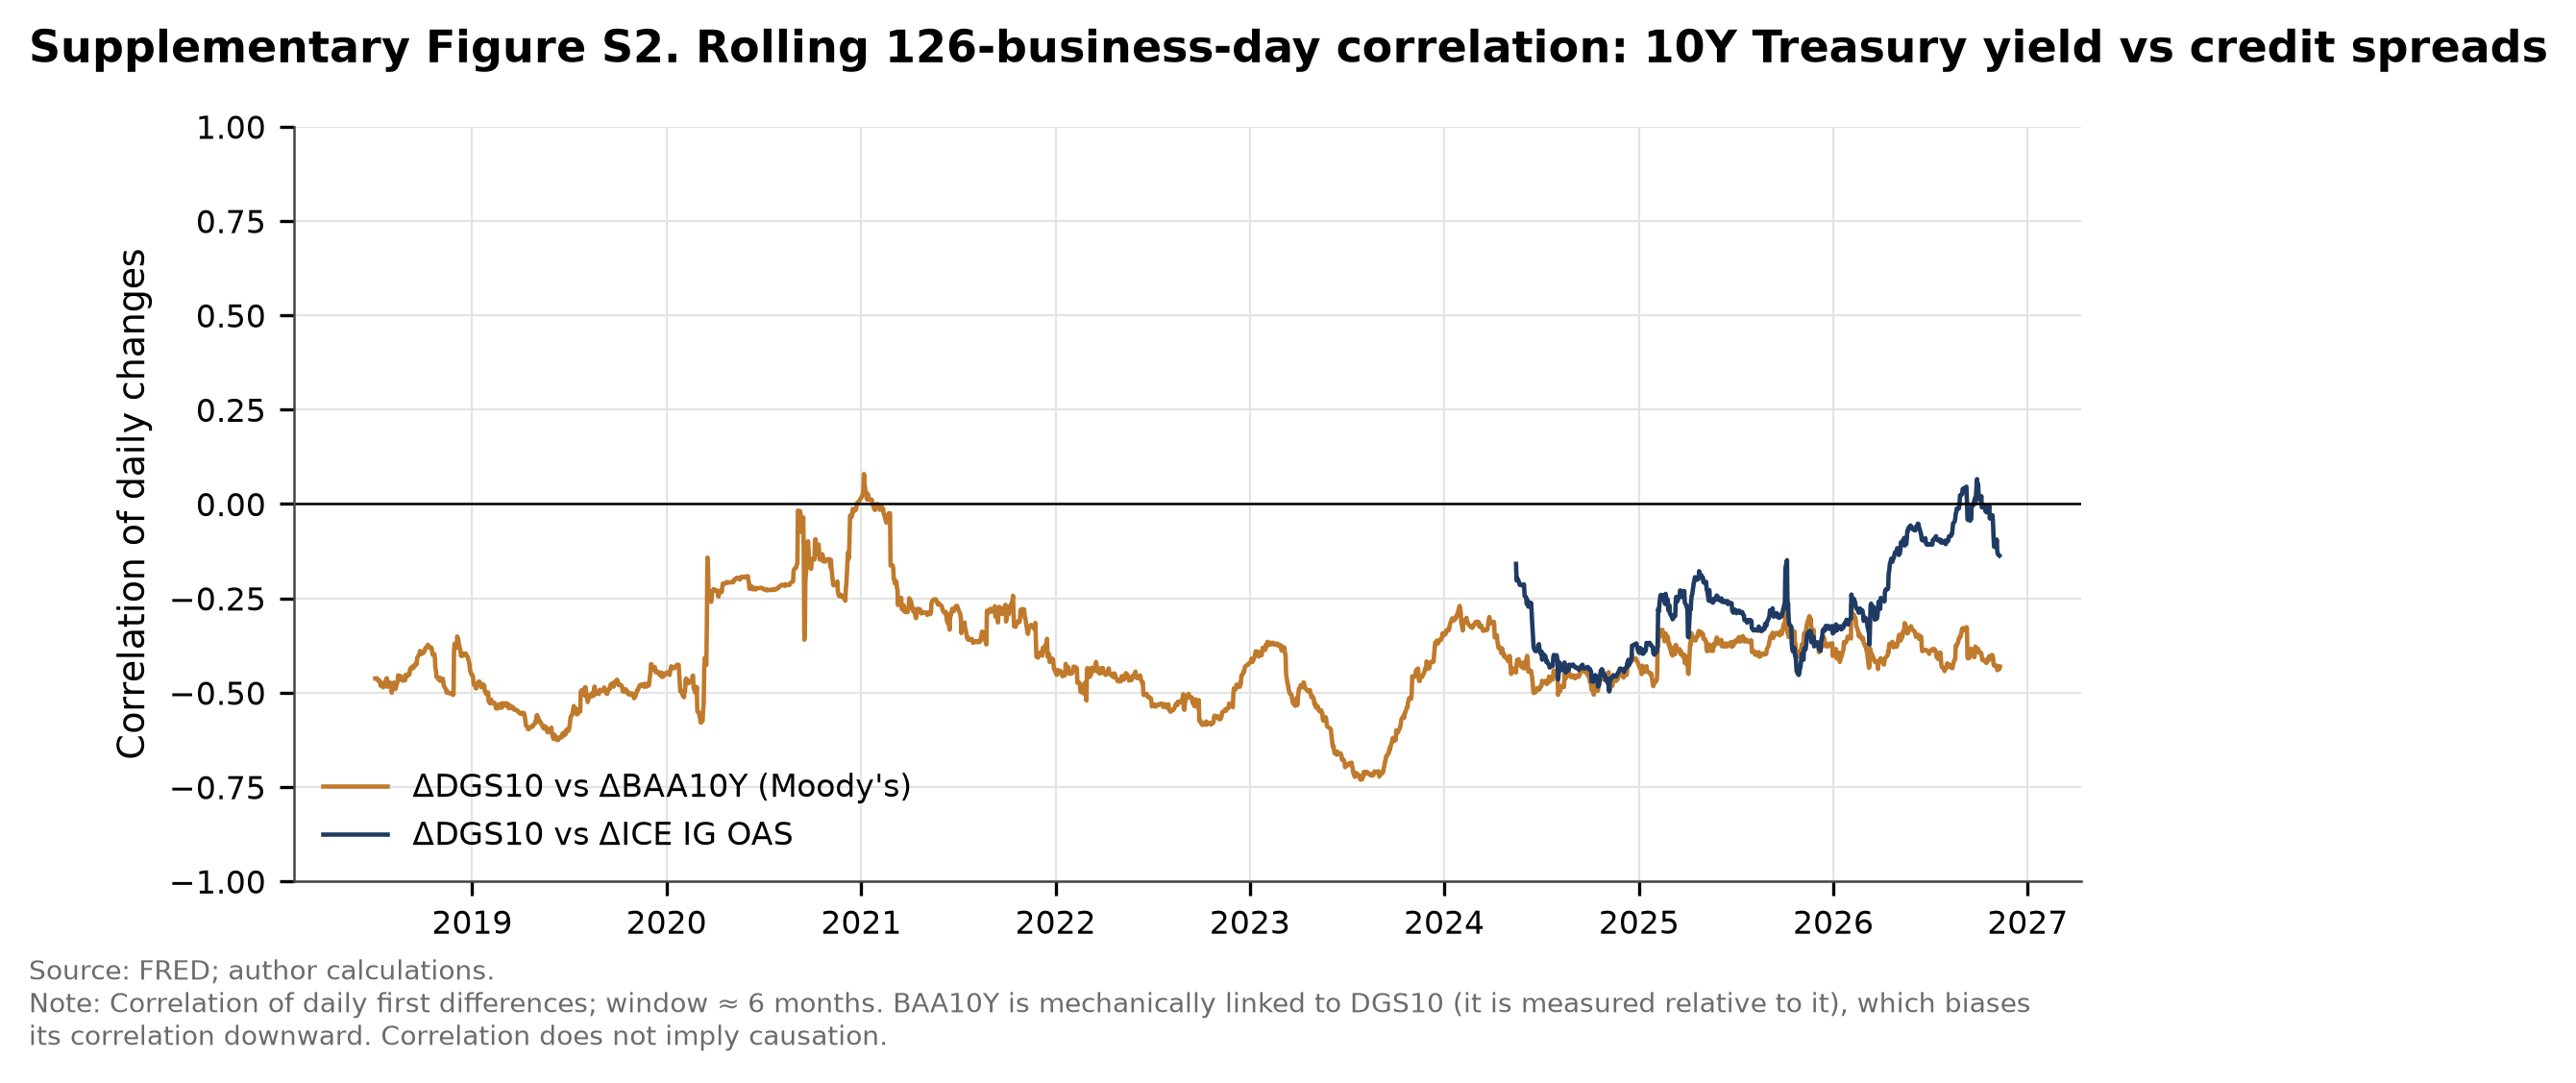 Supplementary Figure S2. Rolling 126-business-day correlation: 10Y Treasury yield vs credit spreads
Correlation of daily changes
1.00
0.75
0.50
0.25
0.00
−0.25
−0.50
−0.75
−1.00
ΔDGS10 vs ΔBAA10Y (Moody's)
ΔDGS10 vs ΔICE IG OAS
2019 2020 2021 2022 2023 2024 2025 2026 2027
Source: FRED; author calculations.
Note: Correlation of daily first differences; window ≈ 6 months. BAA10Y is mechanically linked to DGS10 (it is measured relative to it), which biases
its correlation downward. Correlation does not imply causation.